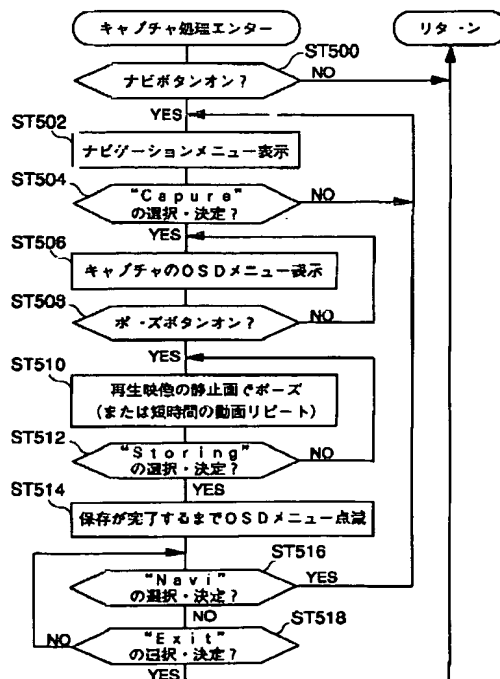 キャプチャ処理エンター
リターン
ST500
ナビボタンオン?
NO
YES
ST502
ナビゲーションメニュー表示
ST504
"Capure"
の選択・決定?
NO
YES
ST506
キャプチャのOSDメニュー表示
ST508
ポーズボタンオン?
NO
YES
ST510
再生映像の静止画でポーズ
(または短時間の動画リピート)
ST512
"Storing"
の選択・決定?
NO
YES
ST514
保存が完了するまでOSDメニュー点滅
ST516
"Navi"
の選択・決定?
YES
NO
ST518
"Exit"
の選択・決定?
NO
YES